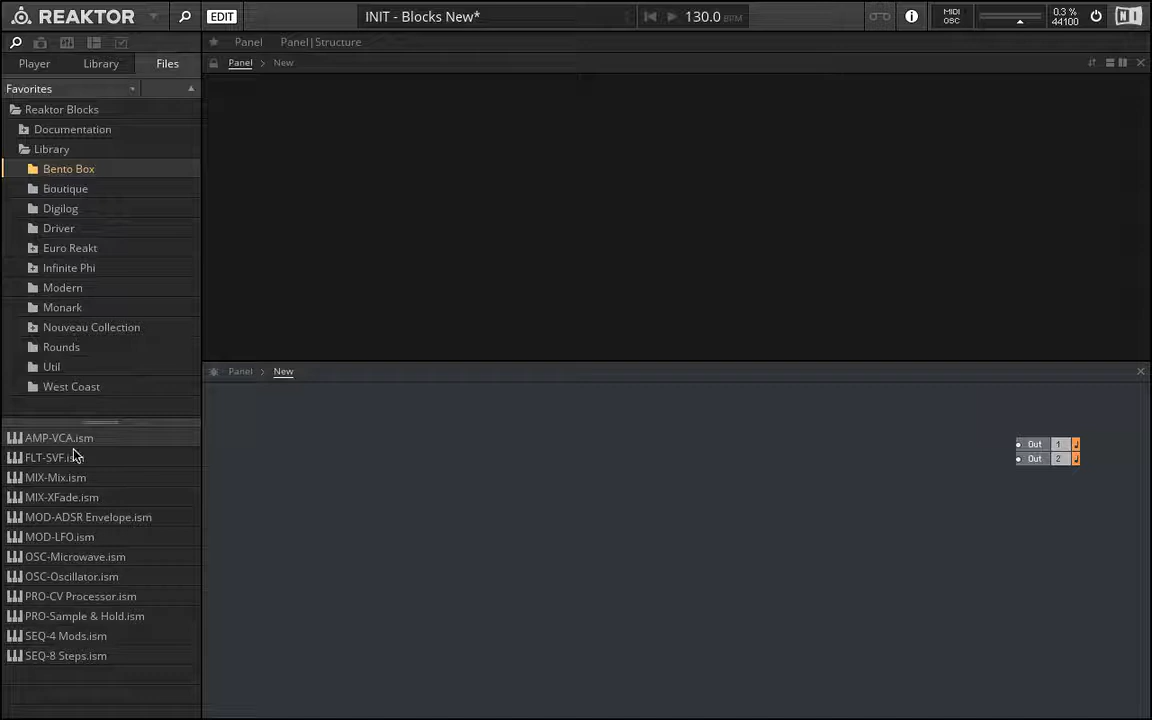 REAKTOR
EDIT
INIT - Blocks New*
130.0 BPM
MIDI
OSC
0.3 %
44100
Panel
Panel|Structure
Player
Library
Files
Panel > New
Favorites
Reaktor Blocks
Documentation
Library
Bento Box
Boutique
Digilog
Driver
Euro Reakt
Infinite Phi
Modern
Monark
Nouveau Collection
Rounds
Util
West Coast
Panel > New
AMP-VCA.ism
FLT-SVF.ism
MIX-Mix.ism
MIX-XFade.ism
MOD-ADSR Envelope.ism
MOD-LFO.ism
OSC-Microwave.ism
OSC-Oscillator.ism
PRO-CV Processor.ism
PRO-Sample & Hold.ism
SEQ-4 Mods.ism
SEQ-8 Steps.ism
Out 1
Out 2